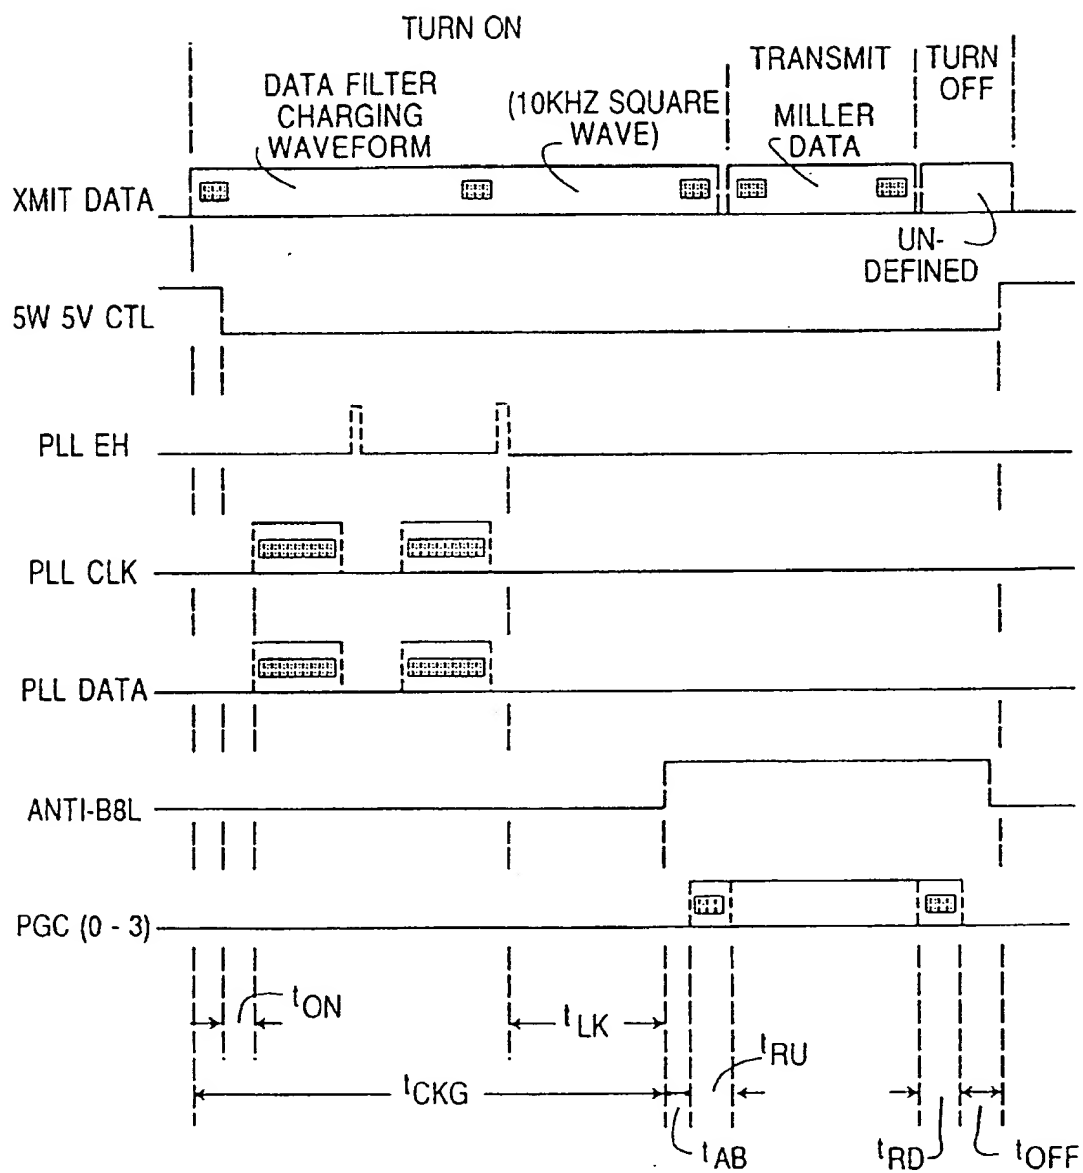 TURN ON
TRANSMIT
TURN
OFF
DATA FILTER
CHARGING
WAVEFORM
(10KHZ SQUARE
WAVE)
MILLER
DATA
XMIT DATA
UN-
DEFINED
5W 5V CTL
PLL EH
PLL CLK
PLL DATA
ANTI-B8L
PGC (0 - 3)
tON
tLK
tRU
tCKG
tAB
tRD
tOFF